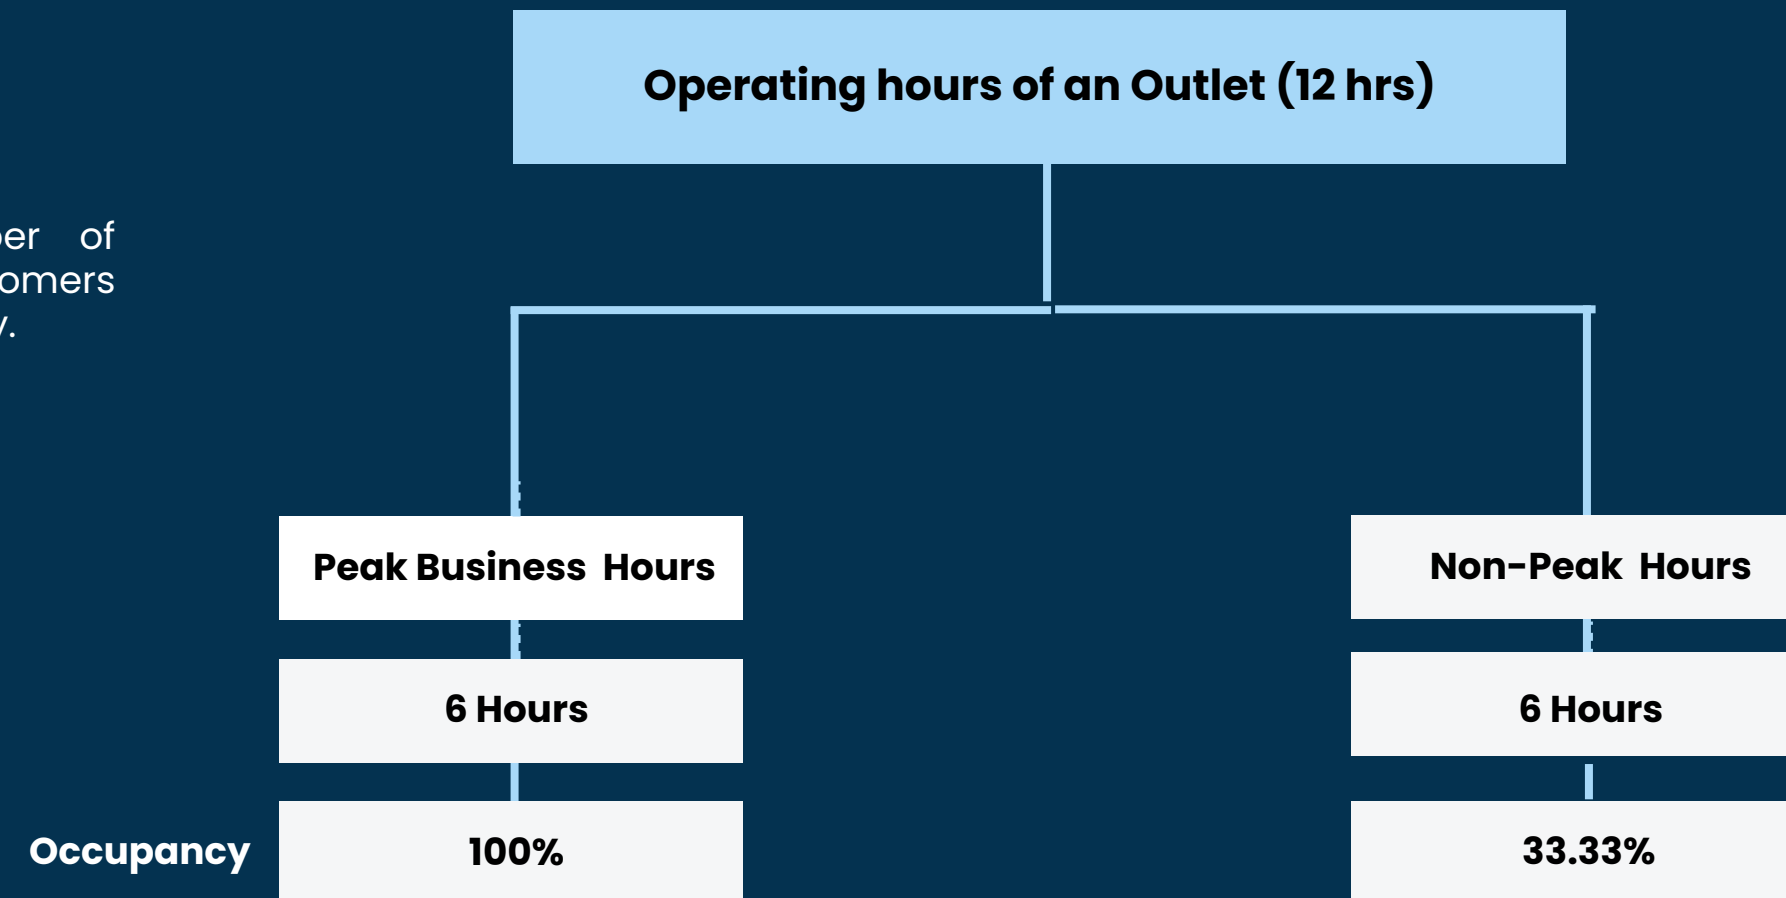 Operating hours of an Outlet (12 hrs)
of
Peak Business Hours
Non-Peak Hours
6 Hours
6 Hours
Occupancy
100%
33.33%